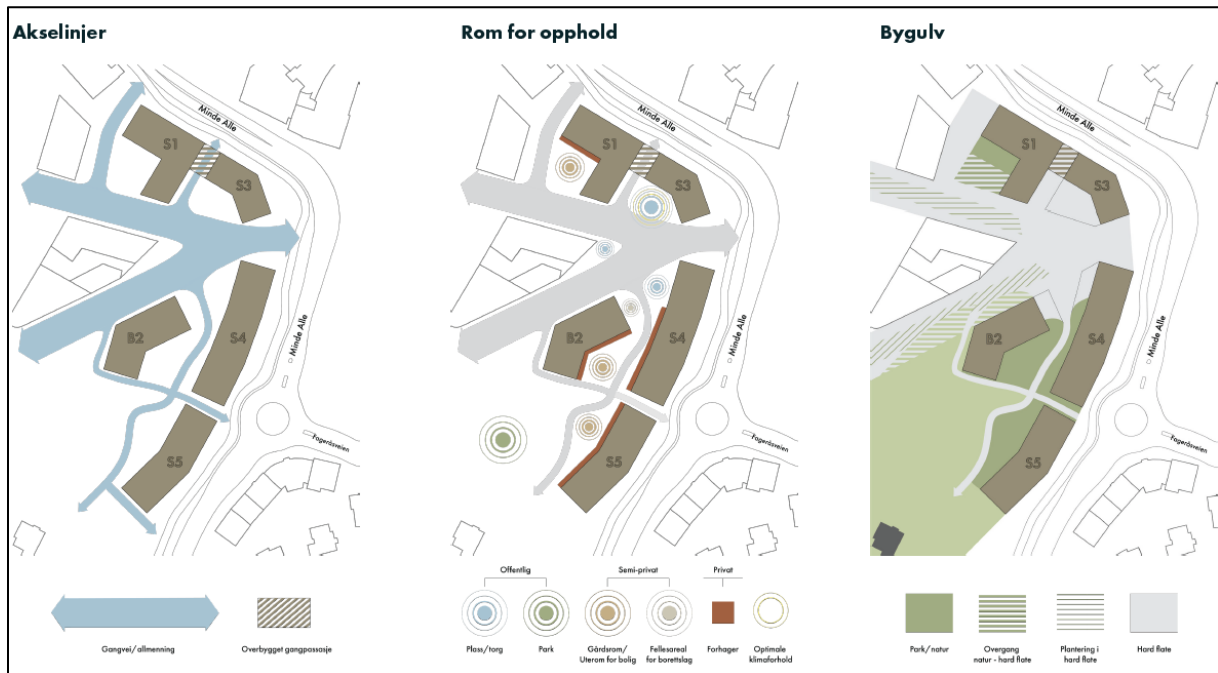 Akselinjer
Minde Alle
S1
S3
B2
S4
Minde Alle
S5
Fageråsveien
Gangvei/allmenning
Overbygget gangpassasje
Rom for opphold
Minde Alle
S1
S3
B2
S4
Minde Alle
S5
Fageråsveien
Offentlig
Semi-privat
Privat
Plass/torg
Park
Gårdsrom/
Uterom for bolig
Fellesareal
for borettslag
Forhager
Optimale
klimaforhold
Bygulv
Minde Alle
S1
S3
B2
S4
Minde Alle
S5
Fageråsveien
Park/natur
Overgang
natur - hard flate
Plantering i
hard flate
Hard flate